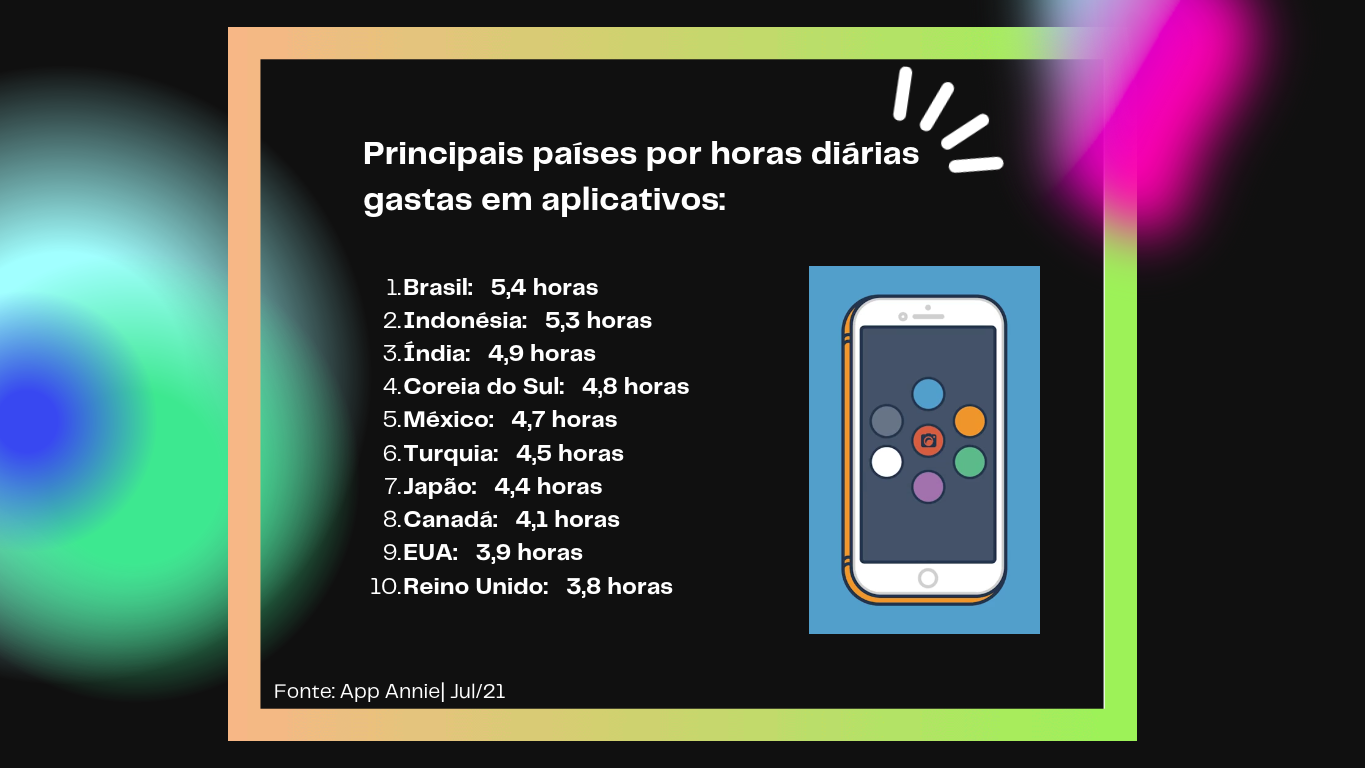 Principais países por horas diárias
gastas em aplicativos:
1. Brasil: 5,4 horas
2. Indonésia: 5,3 horas
3. Índia: 4,9 horas
4. Coreia do Sul: 4,8 horas
5. México: 4,7 horas
6. Turquia: 4,5 horas
7. Japão: 4,4 horas
8. Canadá: 4,1 horas
9. EUA: 3,9 horas
10. Reino Unido: 3,8 horas
Fonte: App Annie| Jul/21